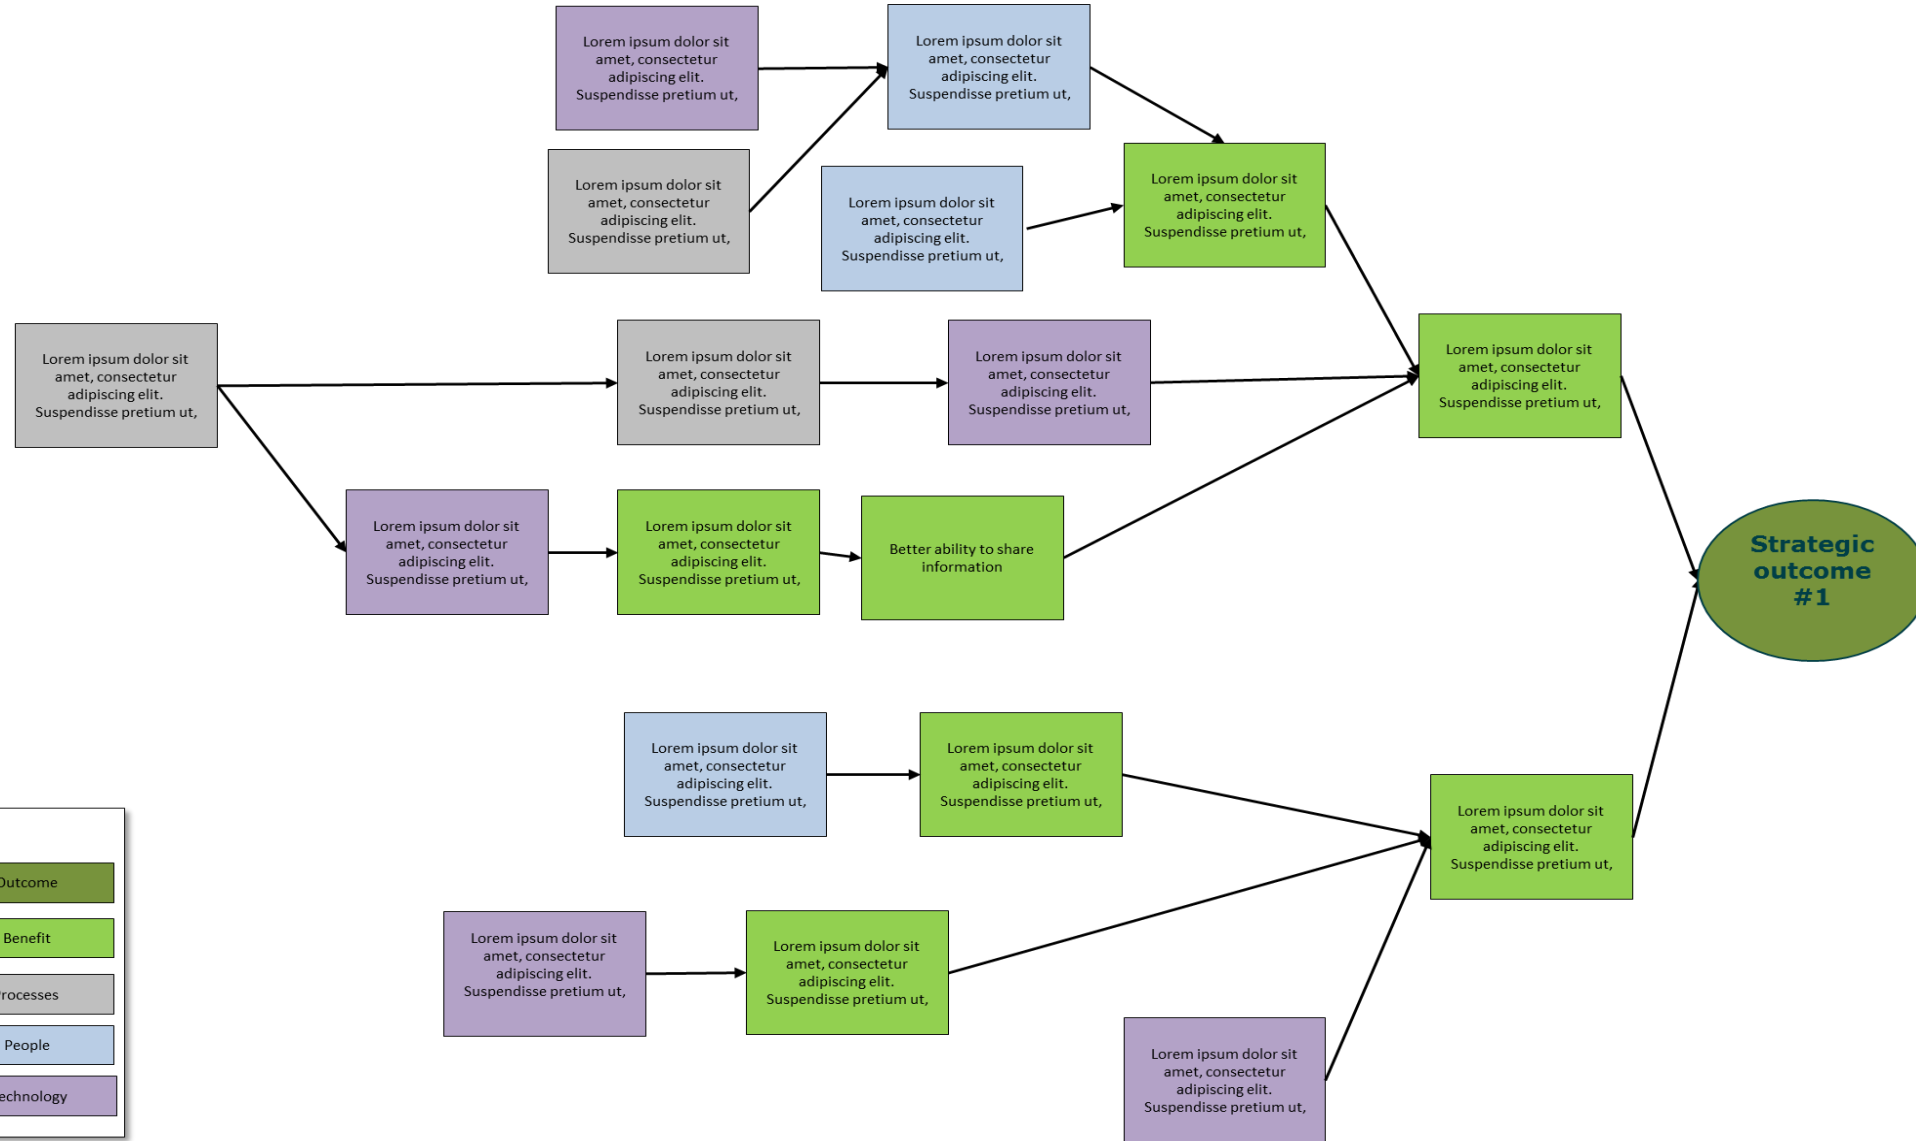 Lorem ipsum dolor sit
amet, consectetur
adipiscing elit.
Suspendisse pretium ut,
Lorem ipsum dolor sit
amet, consectetur
adipiscing elit.
Suspendisse pretium ut,
Lorem ipsum dolor sit
amet, consectetur
adipiscing elit.
Suspendisse pretium ut,
Lorem ipsum dolor sit
amet, consectetur
adipiscing elit.
Suspendisse pretium ut,
Lorem ipsum dolor sit
amet, consectetur
adipiscing elit.
Suspendisse pretium ut,
Lorem ipsum dolor sit
amet, consectetur
adipiscing elit.
Suspendisse pretium ut,
Lorem ipsum dolor sit
amet, consectetur
adipiscing elit.
Suspendisse pretium ut,
Lorem ipsum dolor sit
amet, consectetur
adipiscing elit.
Suspendisse pretium ut,
Lorem ipsum dolor sit
amet, consectetur
adipiscing elit.
Suspendisse pretium ut,
Lorem ipsum dolor sit
amet, consectetur
adipiscing elit.
Suspendisse pretium ut,
Lorem ipsum dolor sit
amet, consectetur
adipiscing elit.
Suspendisse pretium ut,
Better ability to share
information
Strategic
outcome
#1
Lorem ipsum dolor sit
amet, consectetur
adipiscing elit.
Suspendisse pretium ut,
Lorem ipsum dolor sit
amet, consectetur
adipiscing elit.
Suspendisse pretium ut,
Lorem ipsum dolor sit
amet, consectetur
adipiscing elit.
Suspendisse pretium ut,
Lorem ipsum dolor sit
amet, consectetur
adipiscing elit.
Suspendisse pretium ut,
Lorem ipsum dolor sit
amet, consectetur
adipiscing elit.
Suspendisse pretium ut,
Lorem ipsum dolor sit
amet, consectetur
adipiscing elit.
Suspendisse pretium ut,
Outcome
Benefit
rocesses
People
echnology